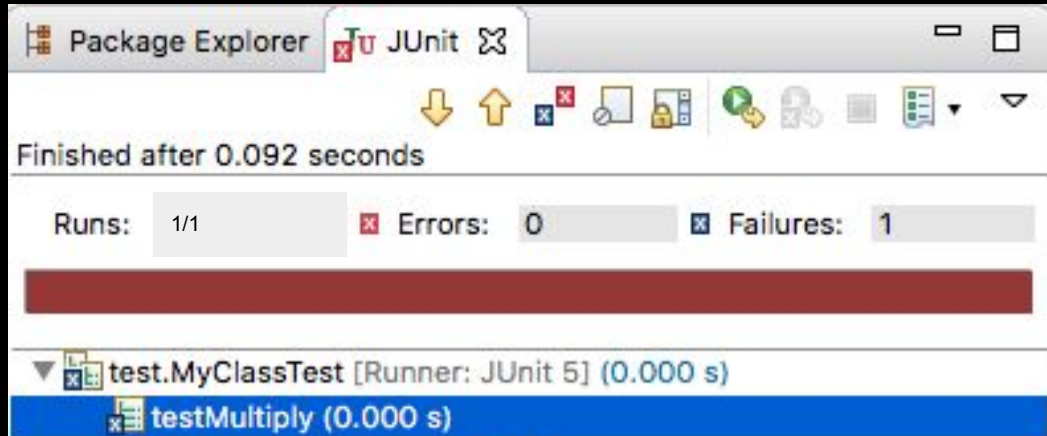 Package Explorer JUnit
Finished after 0.092 seconds
Runs: 1/1 Errors: 0 Failures: 1
test.MyClassTest [Runner: JUnit 5] (0.000 s)
testMultiply (0.000 s)